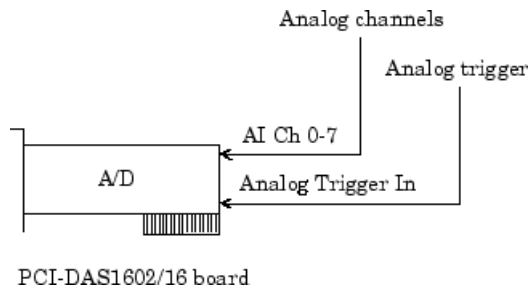 Analog channels
Analog trigger
AI Ch 0-7
A/D
Analog Trigger In
PCI-DAS1602/16 board